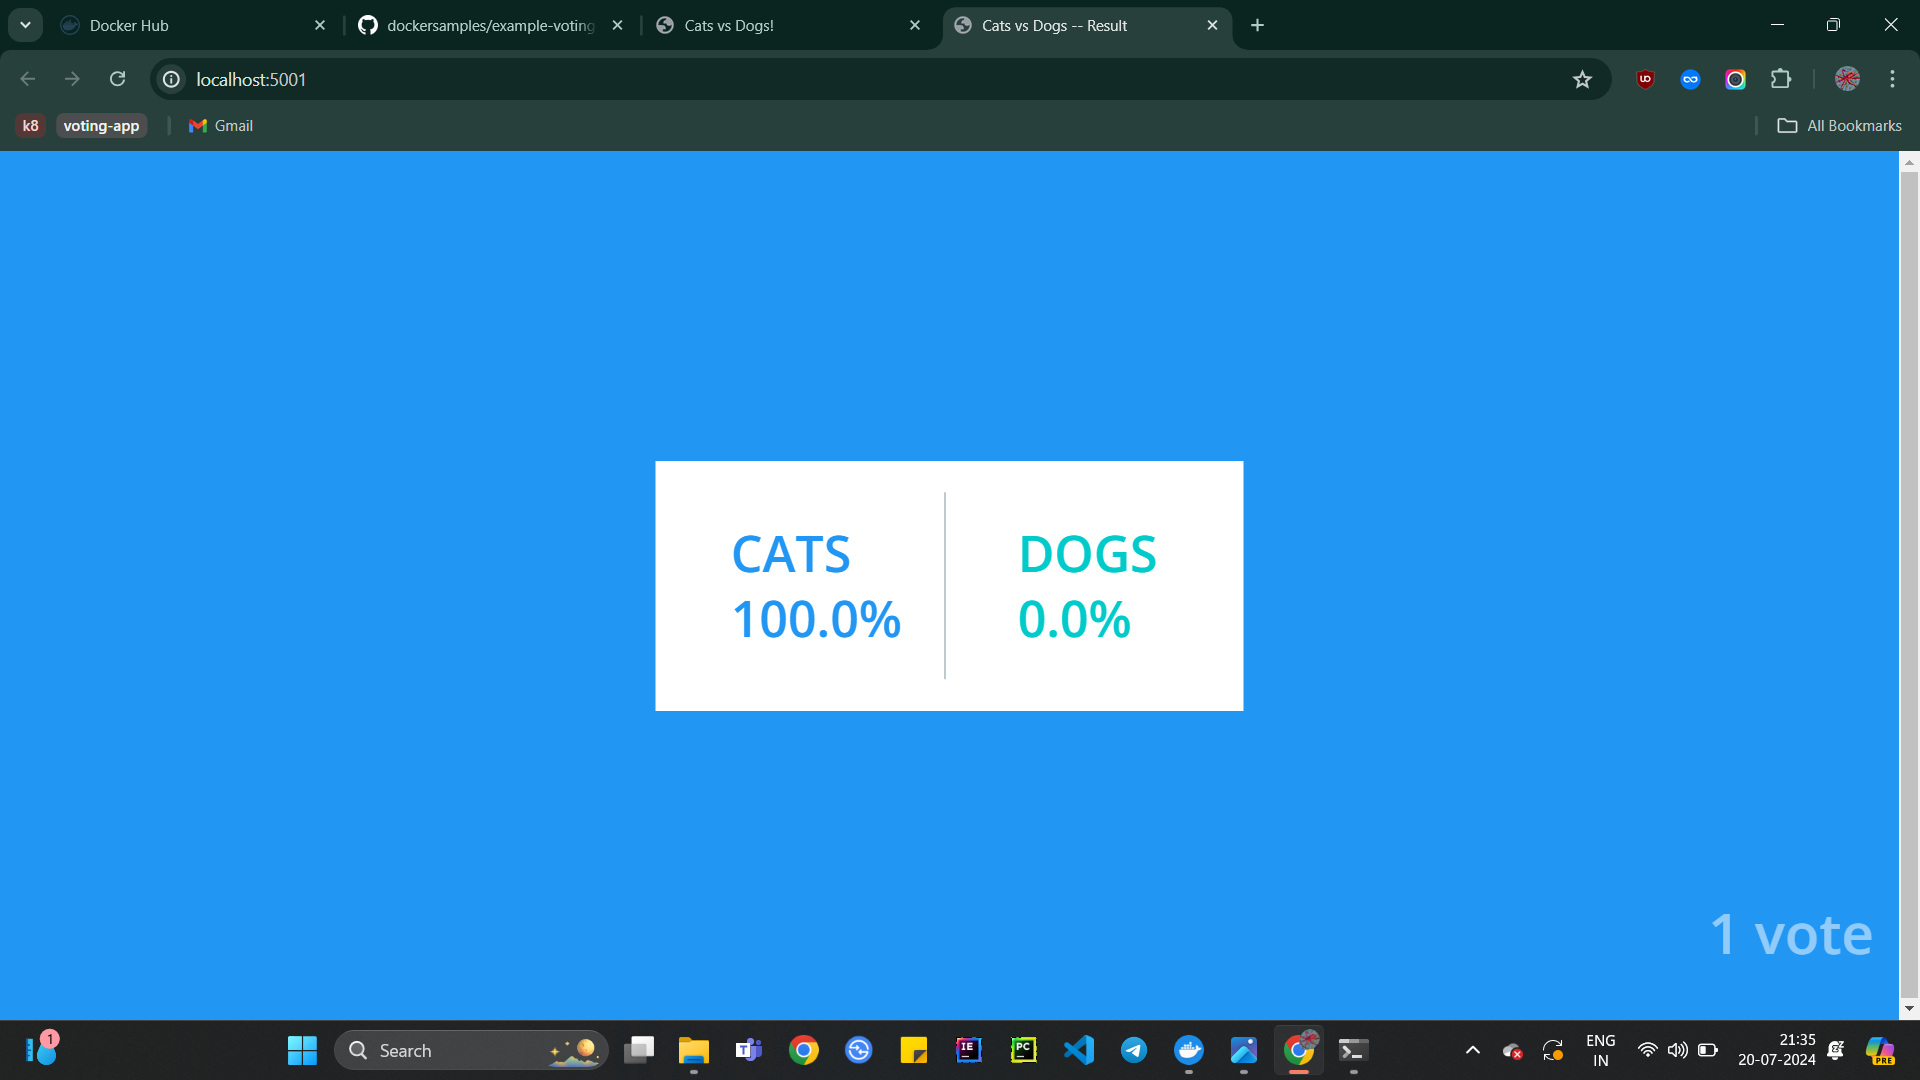 Docker Hub
dockersamples/example-voting
Cats vs Dogs!
Cats vs Dogs -- Result
localhost:5001
k8
voting-app
Gmail
All Bookmarks
CATS
100.0%
DOGS
0.0%
1 vote
1
Search
ENG
IN
21:35
20-07-2024
PRE